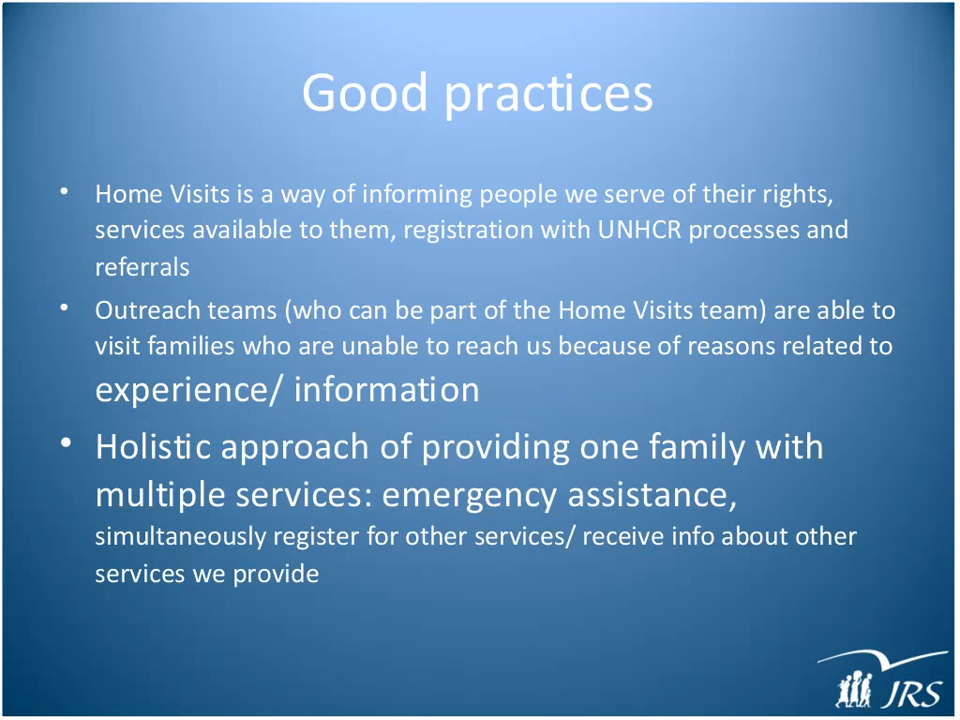 Good practices
• Home Visits is a way of informing people we serve of their rights,
services available to them, registration with UNHCR processes and
referrals
• Outreach teams (who can be part of the Home Visits team) are able to
visit families who are unable to reach us because of reasons related to
experience/ information
• Holistic approach of providing one family with
multiple services: emergency assistance,
simultaneously register for other services/ receive info about other
services we provide
JRS